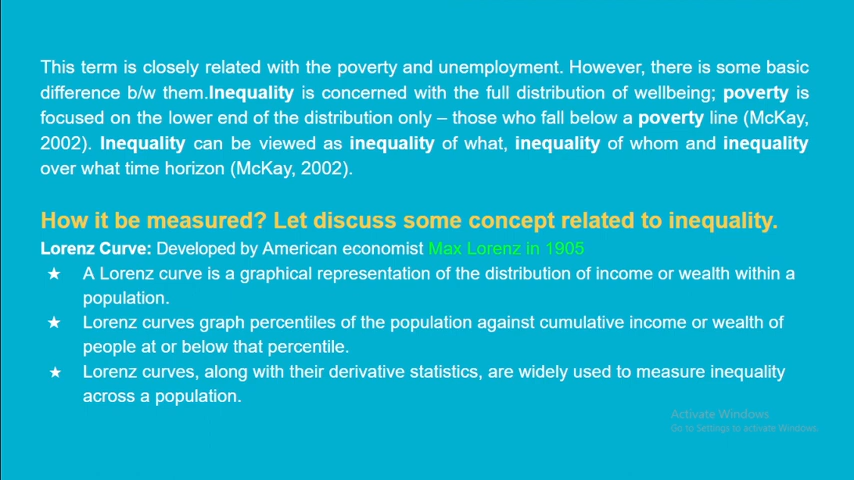 This term is closely related with the poverty and unemployment. However, there is some basic
difference b/w them.Inequality is concerned with the full distribution of wellbeing; poverty is
focused on the lower end of the distribution only – those who fall below a poverty line (McKay,
2002). Inequality can be viewed as inequality of what, inequality of whom and inequality
over what time horizon (McKay, 2002).
How it be measured? Let discuss some concept related to inequality.
Lorenz Curve: Developed by American economist Max Lorenz in 1905
★ A Lorenz curve is a graphical representation of the distribution of income or wealth within a
population.
★ Lorenz curves graph percentiles of the population against cumulative income or wealth of
people at or below that percentile.
★ Lorenz curves, along with their derivative statistics, are widely used to measure inequality
across a population.
Activate Windows
Go to Settings to activate Windows.